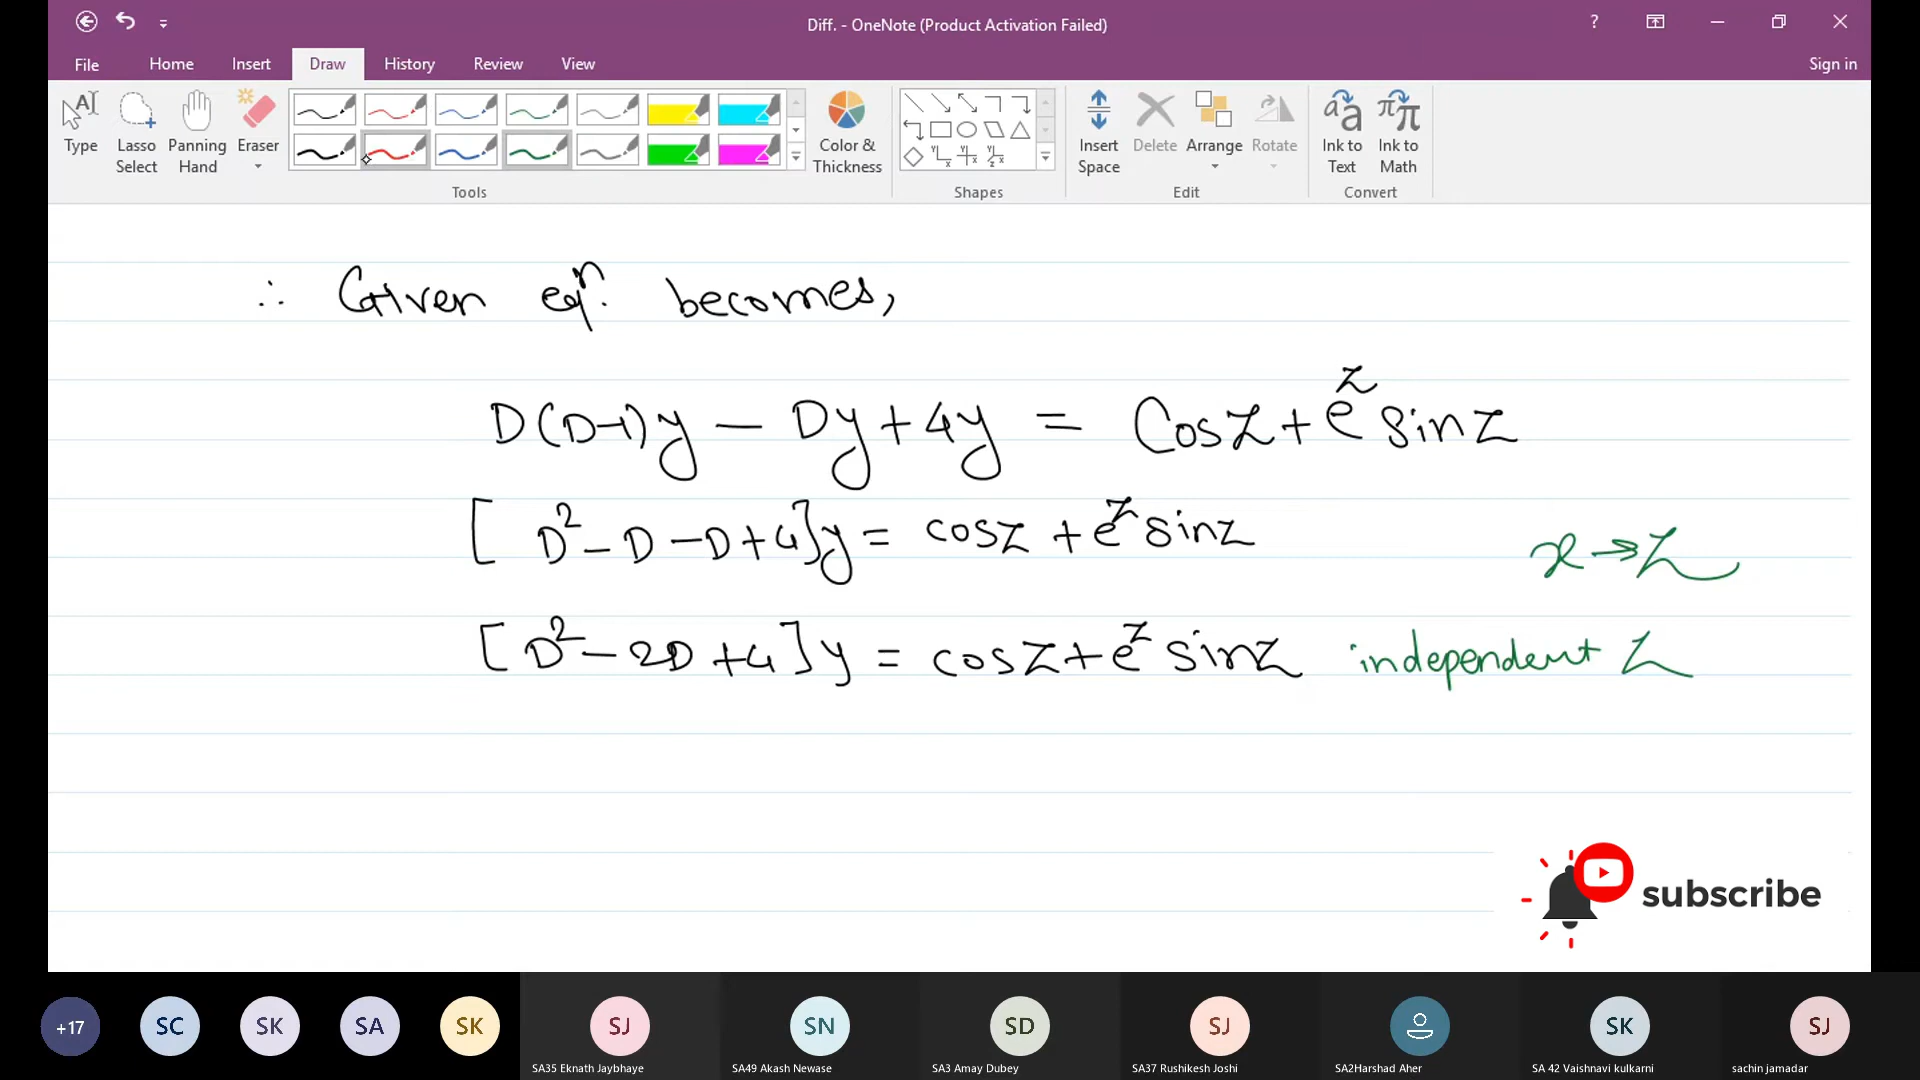 Diff. - OneNote (Product Activation Failed)
?
File Home Insert Draw History Review View Sign in
Type Lasso Select Panning Hand Eraser Color & Thickness Insert Space Delete Arrange Rotate Ink to Text Ink to Math
Tools Shapes Edit Convert
∴ Given eqⁿ. becomes,
D(D-1)y - Dy + 4y = Cosz + e^z sinz
[D² - D - D + 4]y = cosz + e^z sinz
x → z
[D² - 2D + 4]y = cosz + e^z sinz independent z
subscribe
+17 SC SK SA SK SJ SN SD SJ SK SJ
SA35 Eknath Jaybhaye SA49 Akash Newase SA3 Amay Dubey SA37 Rushikesh Joshi SA2Harshad Aher SA 42 Vaishnavi kulkarni sachin jamadar